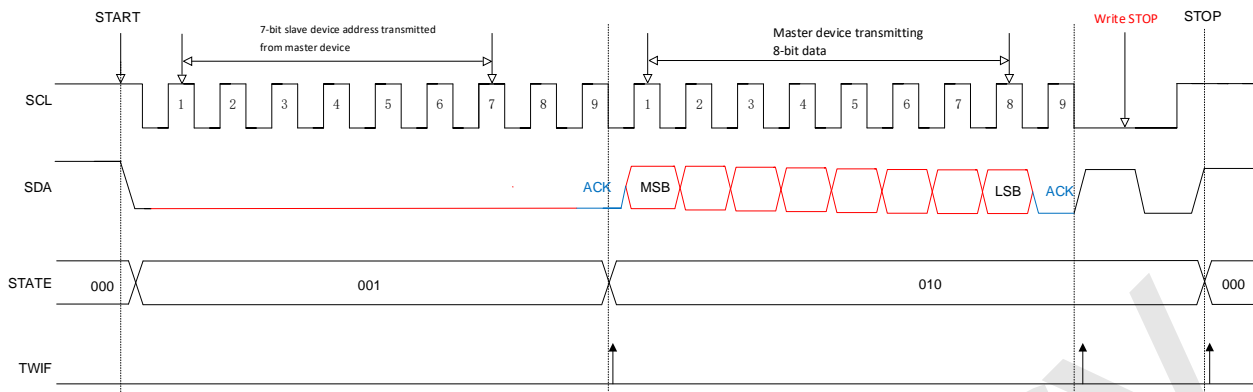 START
7-bit slave device address transmitted
from master device
Master device transmitting
8-bit data
Write STOP
STOP
SCL
1 2 3 4 5 6 7 8 9 1 2 3 4 5 6 7 8 9
SDA
ACK MSB LSB ACK
STATE
000 001 010 000
TWIF